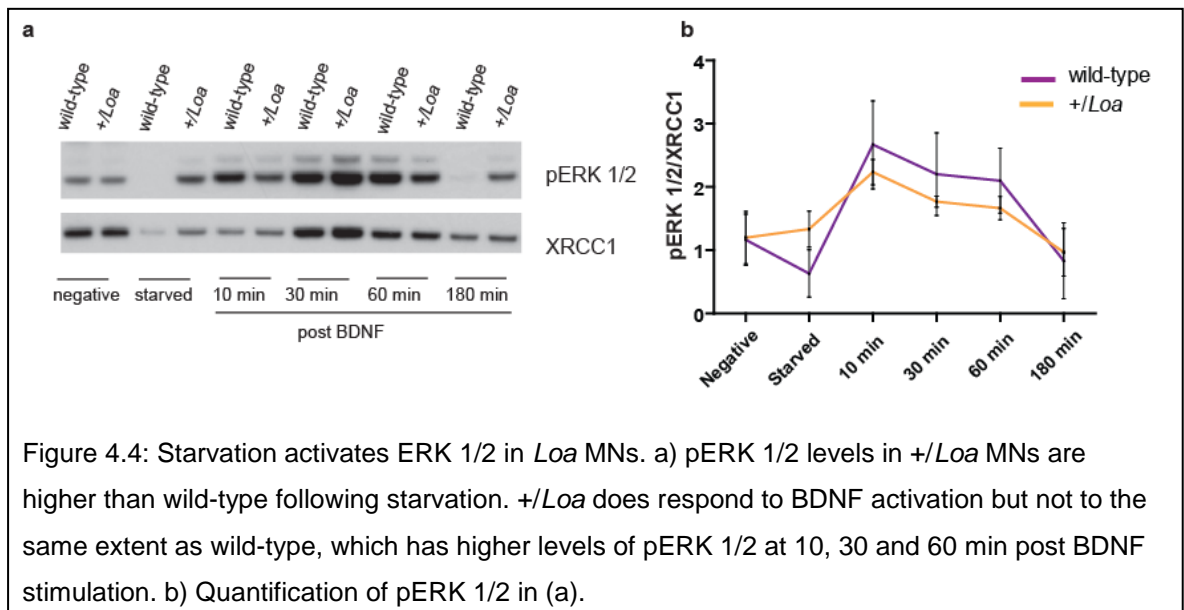 a
wild-type +/Loa wild-type +/Loa wild-type +/Loa wild-type +/Loa wild-type +/Loa wild-type +/Loa
pERK 1/2
XRCC1
negative starved 10 min 30 min 60 min 180 min
post BDNF
b
4
3
2
1
0
pERK 1/2/XRCC1
wild-type
+/Loa
Negative Starved 10 min 30 min 60 min 180 min
Figure 4.4: Starvation activates ERK 1/2 in Loa MNs. a) pERK 1/2 levels in +/Loa MNs are
higher than wild-type following starvation. +/Loa does respond to BDNF activation but not to the
same extent as wild-type, which has higher levels of pERK 1/2 at 10, 30 and 60 min post BDNF
stimulation. b) Quantification of pERK 1/2 in (a).